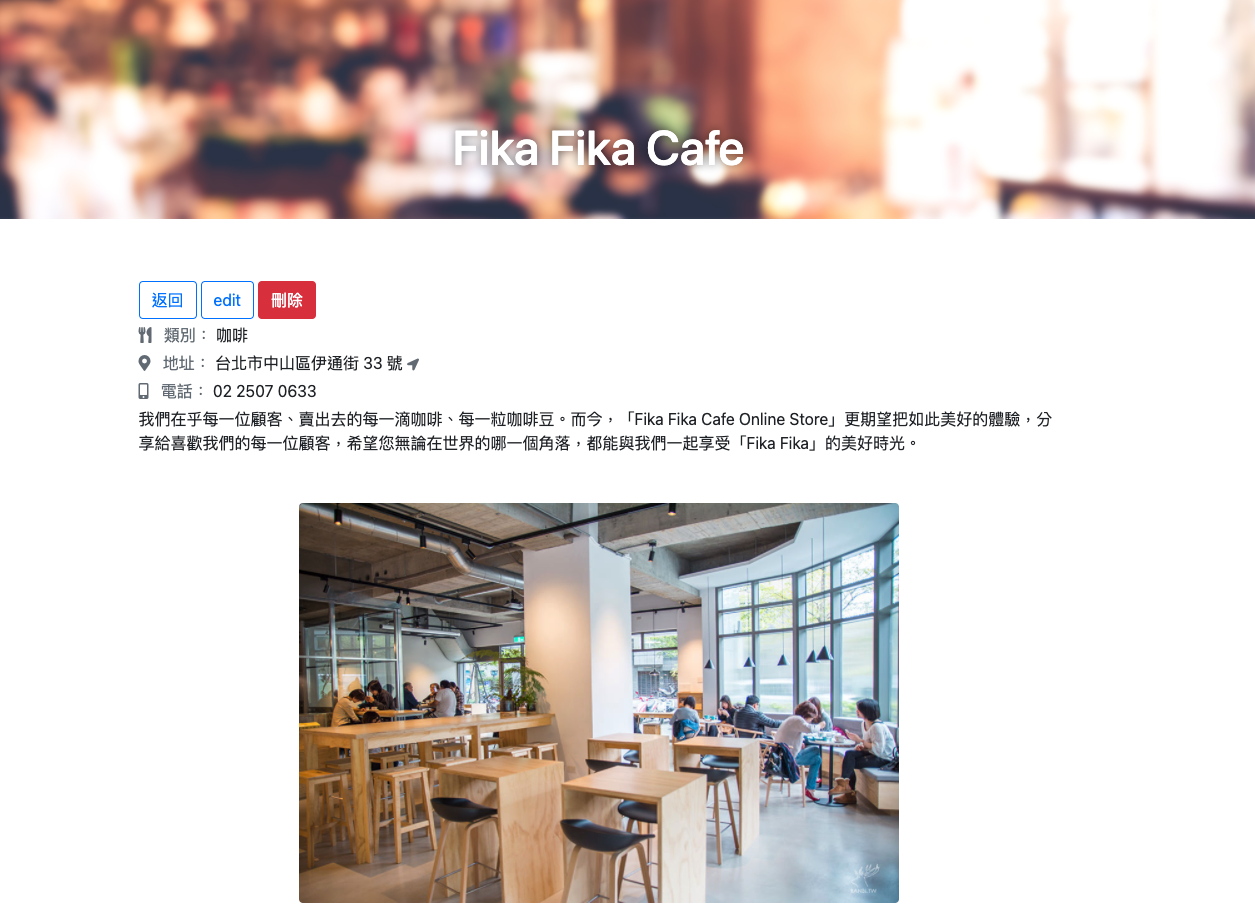 Fika Fika Cafe
返回 edit 刪除
類別： 咖啡
地址： 台北市中山區伊通街 33 號
電話： 02 2507 0633
我們在乎每一位顧客、賣出去的每一滴咖啡、每一粒咖啡豆。而今，「Fika Fika Cafe Online Store」更期望把如此美好的體驗，分
享給喜歡我們的每一位顧客，希望您無論在世界的哪一個角落，都能與我們一起享受「Fika Fika」的美好時光。